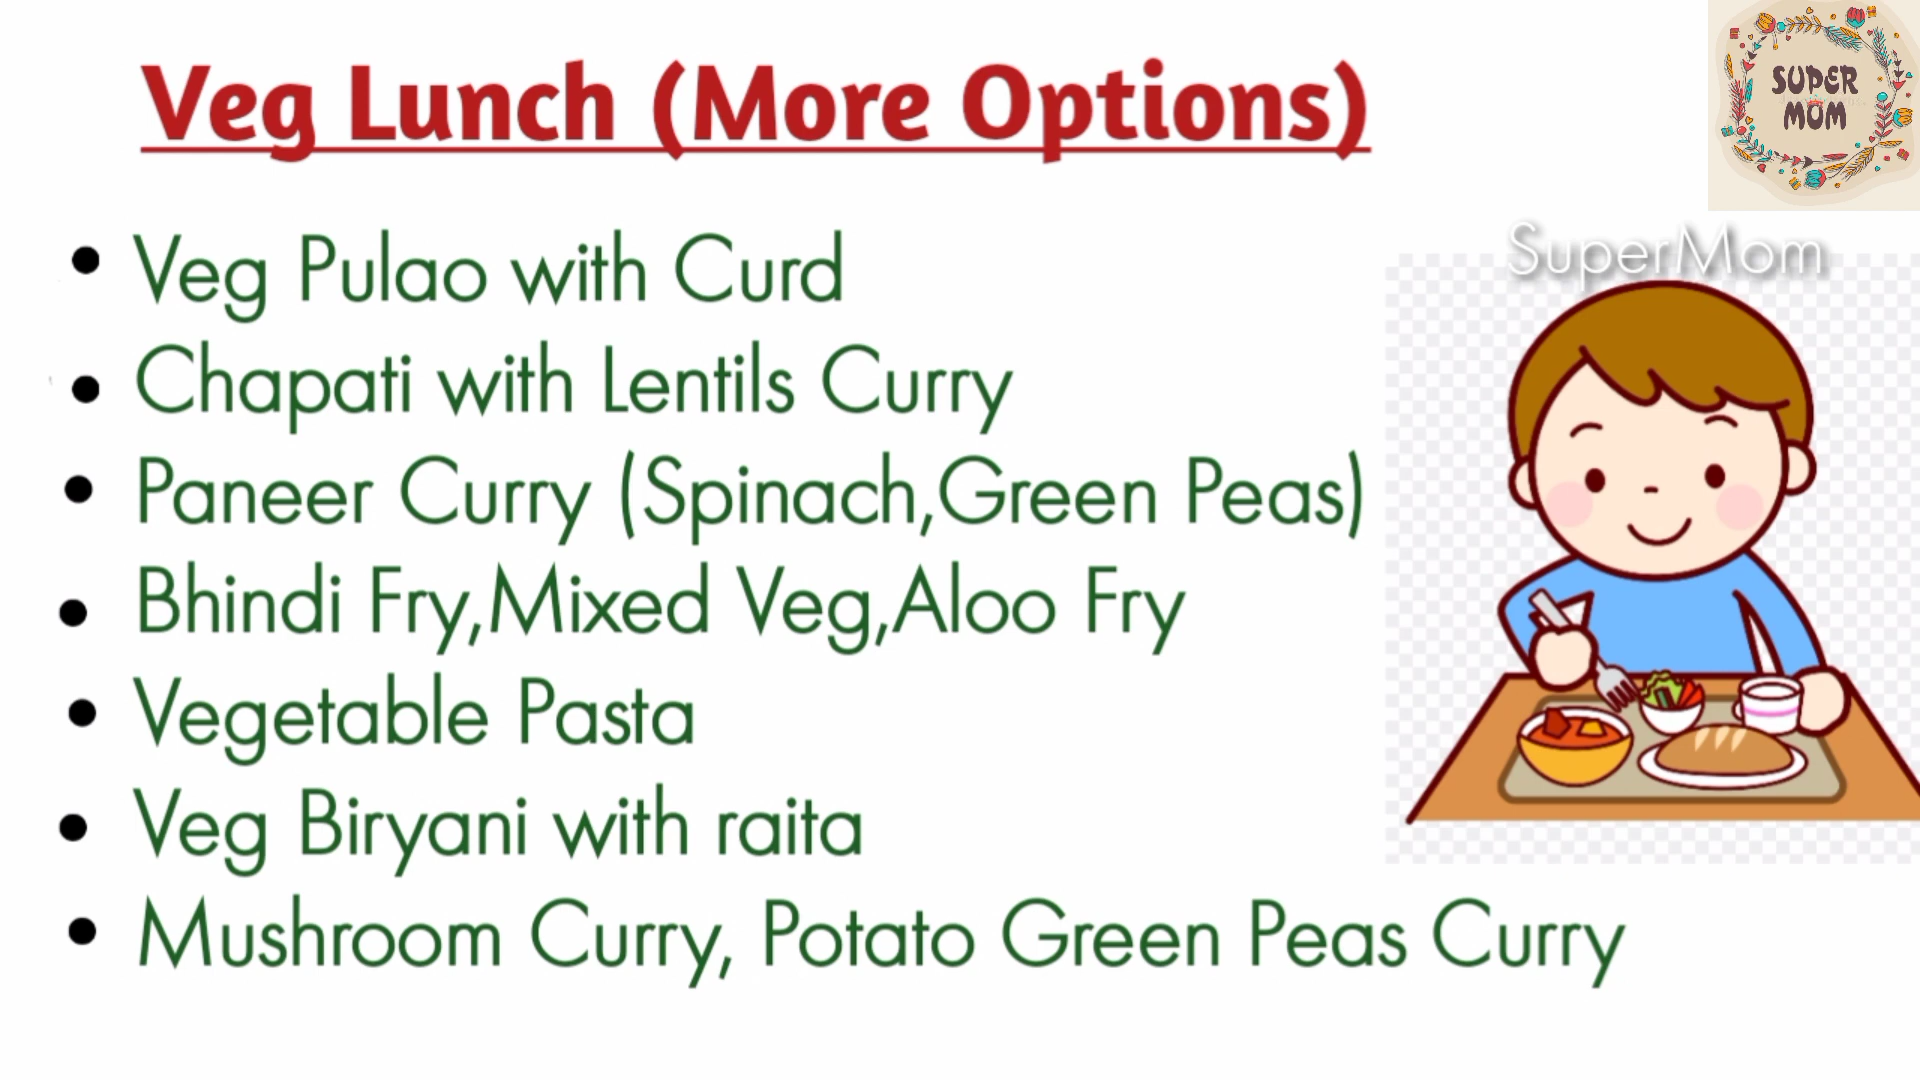 Veg Lunch (More Options)
SUPER
MOM
SuperMom
• Veg Pulao with Curd
• Chapati with Lentils Curry
• Paneer Curry (Spinach,Green Peas)
• Bhindi Fry,Mixed Veg,Aloo Fry
• Vegetable Pasta
• Veg Biryani with raita
• Mushroom Curry, Potato Green Peas Curry